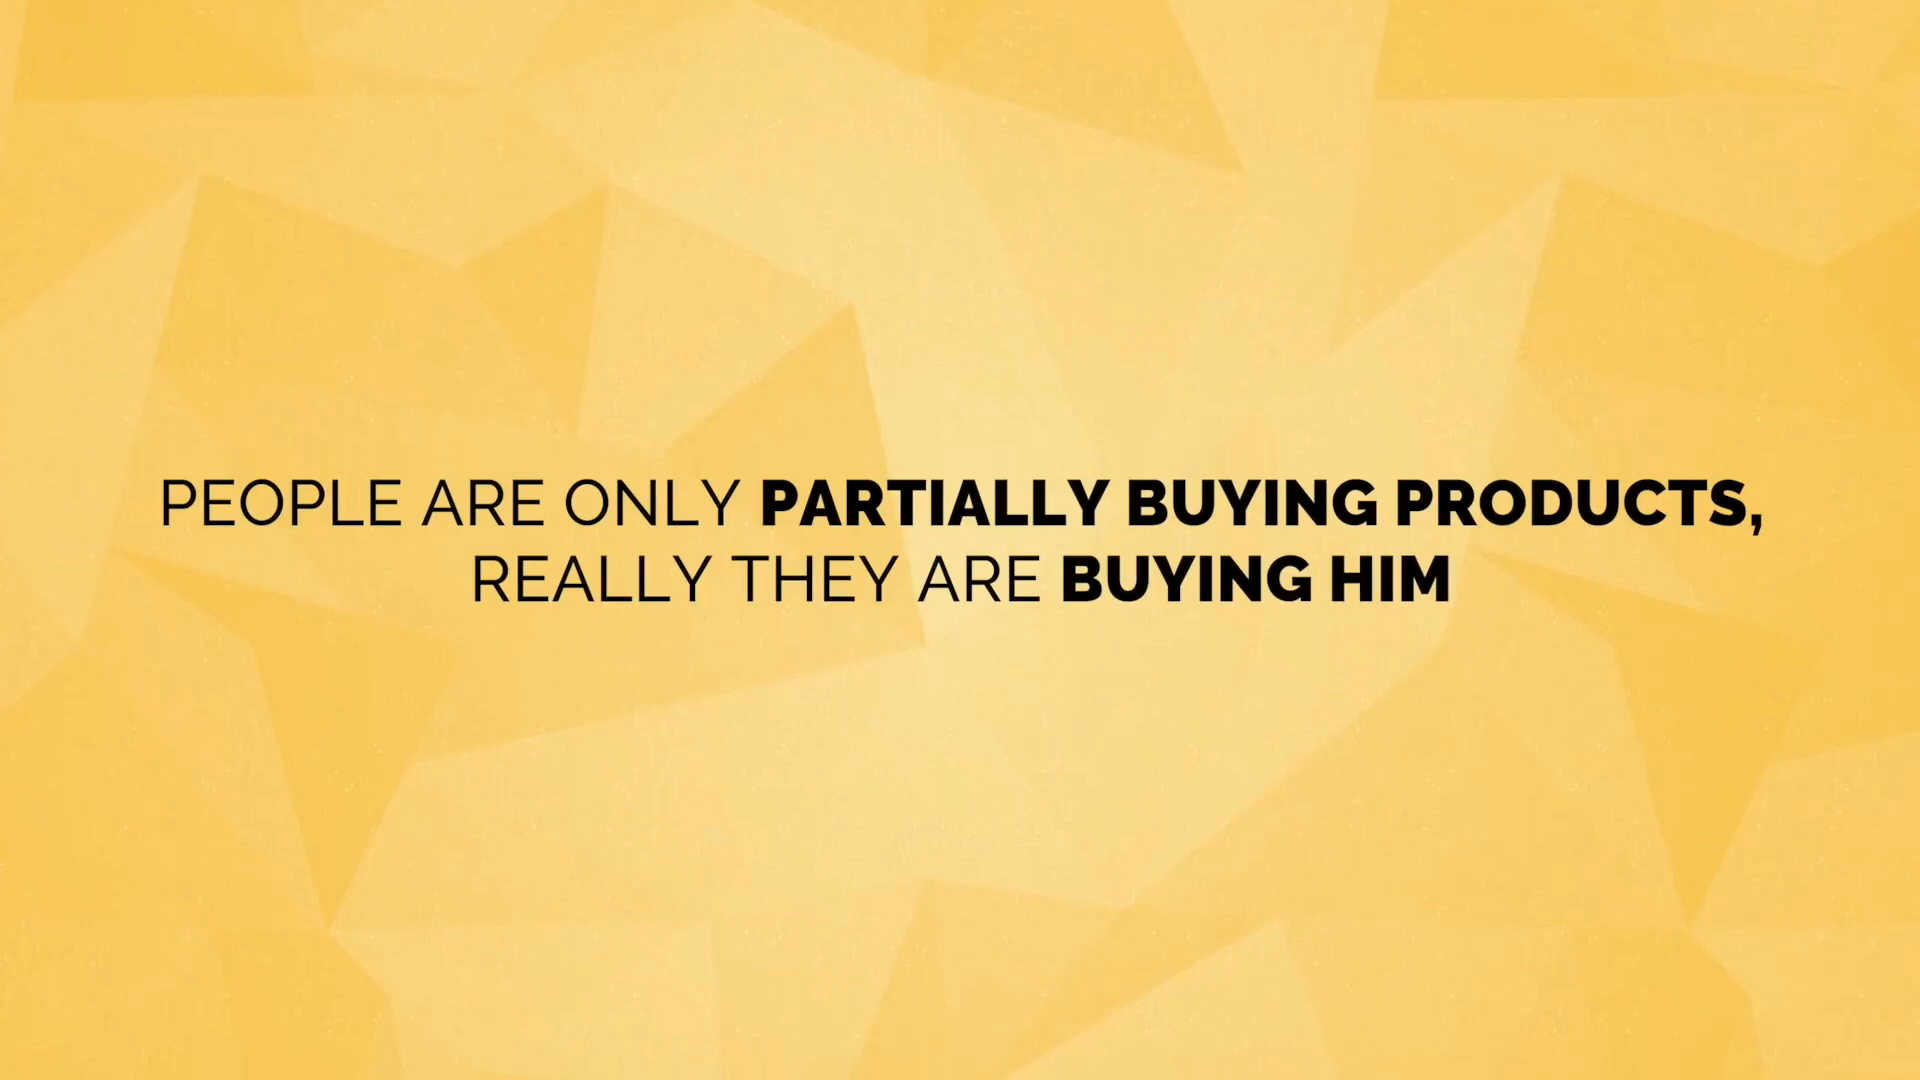 PEOPLE ARE ONLY PARTIALLY BUYING PRODUCTS,
REALLY THEY ARE BUYING HIM